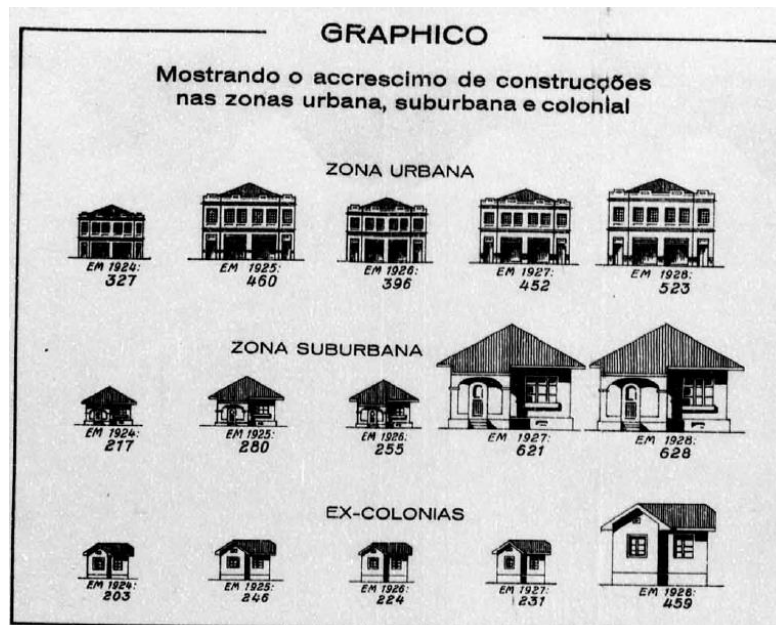 GRAPHICO
Mostrando o accrescimo de construcções
nas zonas urbana, suburbana e colonial
ZONA URBANA
EM 1924: EM 1925: EM 1926: EM 1927: EM 1928:
327 460 396 452 523
ZONA SUBURBANA
EM 1924: EM 1925: EM 1926: EM 1927: EM 1928:
217 280 255 621 628
EX-COLONIAS
EM 1924: EM 1925: EM 1926: EM 1927: EM 1928:
203 246 224 231 459